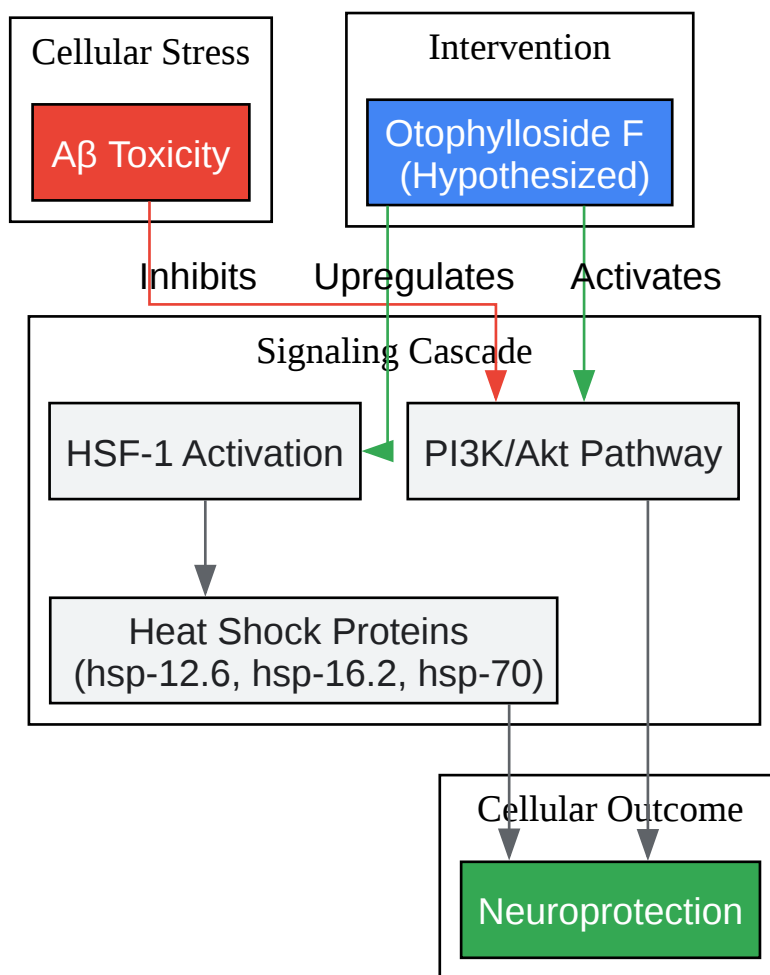 Cellular Stress
Intervention
Aβ Toxicity
Otophylloside F
(Hypothesized)
Inhibits
Upregulates
Activates
Signaling Cascade
HSF-1 Activation
PI3K/Akt Pathway
Heat Shock Proteins
(hsp-12.6, hsp-16.2, hsp-70)
Cellular Outcome
Neuroprotection